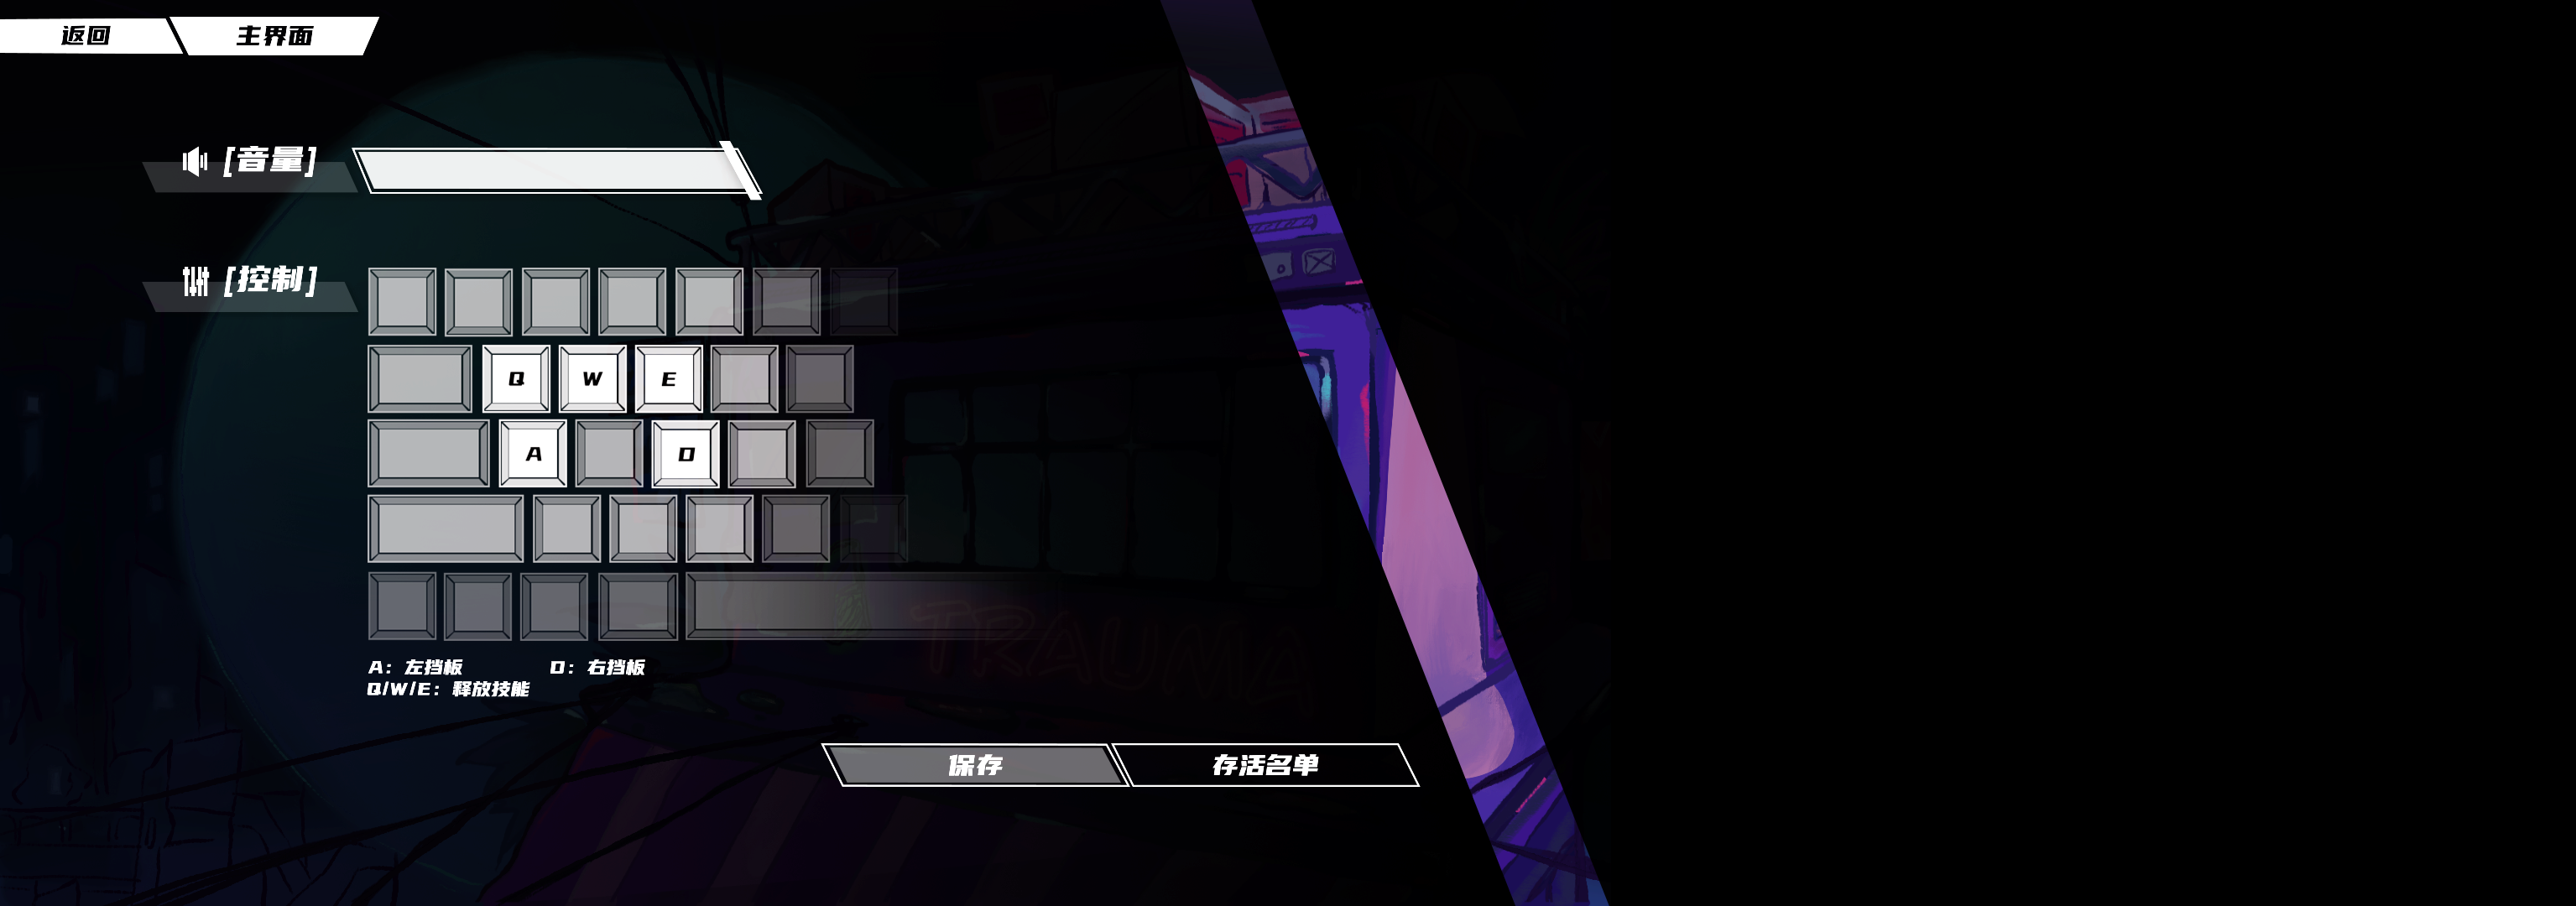 返回
主界面
[音量]
[控制]
Q
W
E
A
D
A：左挡板
D：右挡板
Q/W/E：释放技能
TRAUMA
保存
存活名单